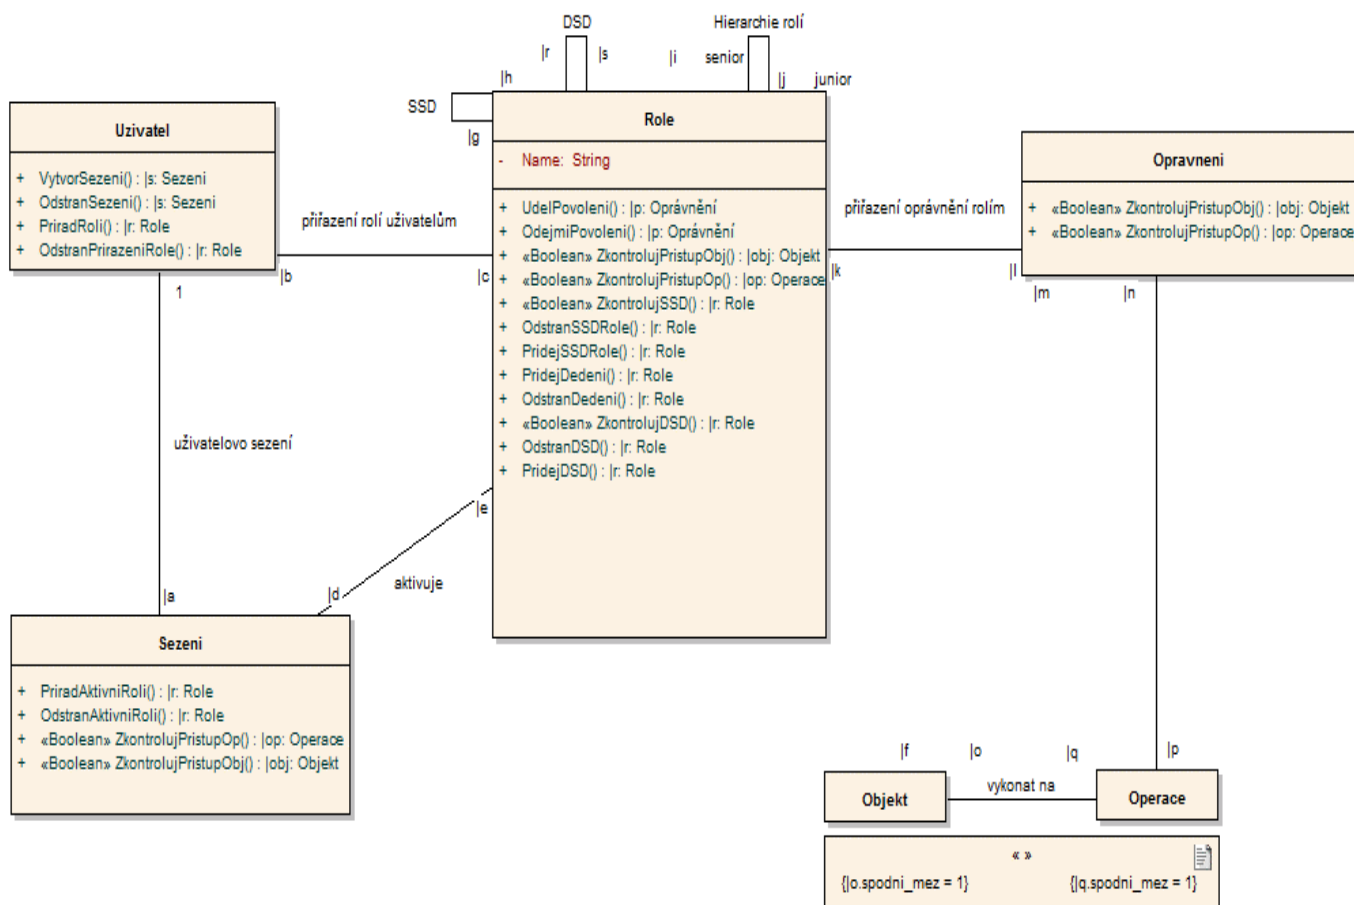 DSD
Hierarchie rolí
|r
|s
|i
senior
|h
|j
junior
SSD
|g
Uzivatel
+ VytvorSezeni() : |s: Sezeni
+ OdstranSezeni() : |s: Sezeni
+ PriradRoli() : |r: Role
+ OdstranPrirazeniRole() : |r: Role
přiřazení rolí uživatelům
|b
|c
1
Role
- Name: String
+ UdelPovoleni() : |p: Oprávnění
+ OdejmiPovoleni() : |p: Oprávnění
+ «Boolean» ZkontrolujPristupObj() : |obj: Objekt
+ «Boolean» ZkontrolujPristupOp() : |op: Operace
+ «Boolean» ZkontrolujSSD() : |r: Role
+ OdstranSSDRole() : |r: Role
+ PridejSSDRole() : |r: Role
+ PridejDedeni() : |r: Role
+ OdstranDedeni() : |r: Role
+ «Boolean» ZkontrolujDSD() : |r: Role
+ OdstranDSD() : |r: Role
+ PridejDSD() : |r: Role
přiřazení oprávnění rolím
|k
|l
Opravneni
+ «Boolean» ZkontrolujPristupObj() : |obj: Objekt
+ «Boolean» ZkontrolujPristupOp() : |op: Operace
|m
|n
uživatelovo sezení
|e
aktivuje
|d
|a
Sezeni
+ PriradAktivniRoli() : |r: Role
+ OdstranAktivniRoli() : |r: Role
+ «Boolean» ZkontrolujPristupOp() : |op: Operace
+ «Boolean» ZkontrolujPristupObj() : |obj: Objekt
|f
|o
|q
|p
Objekt
vykonat na
Operace
« »
{|o.spodni_mez = 1}
{|q.spodni_mez = 1}